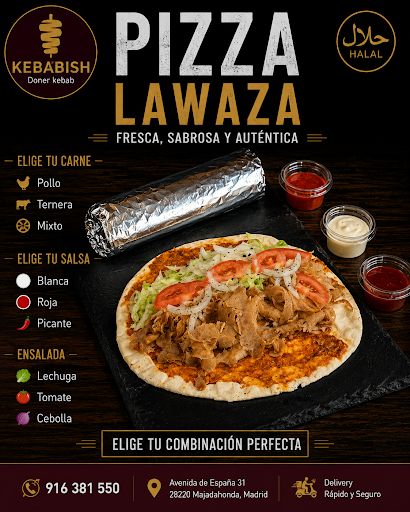 KEBABISH
Doner kebab
PIZZA
LAWAZA
FRESCA, SABROSA Y AUTÉNTICA
حلال
HALAL
ELIGE TU CARNE
Pollo
Ternera
Mixto
ELIGE TU SALSA
Blanca
Roja
Picante
ENSALADA
Lechuga
Tomate
Cebolla
ELIGE TU COMBINACIÓN PERFECTA
916 381 550
Avenida de España 31
28220 Majadahonda, Madrid
Delivery
Rápido y Seguro